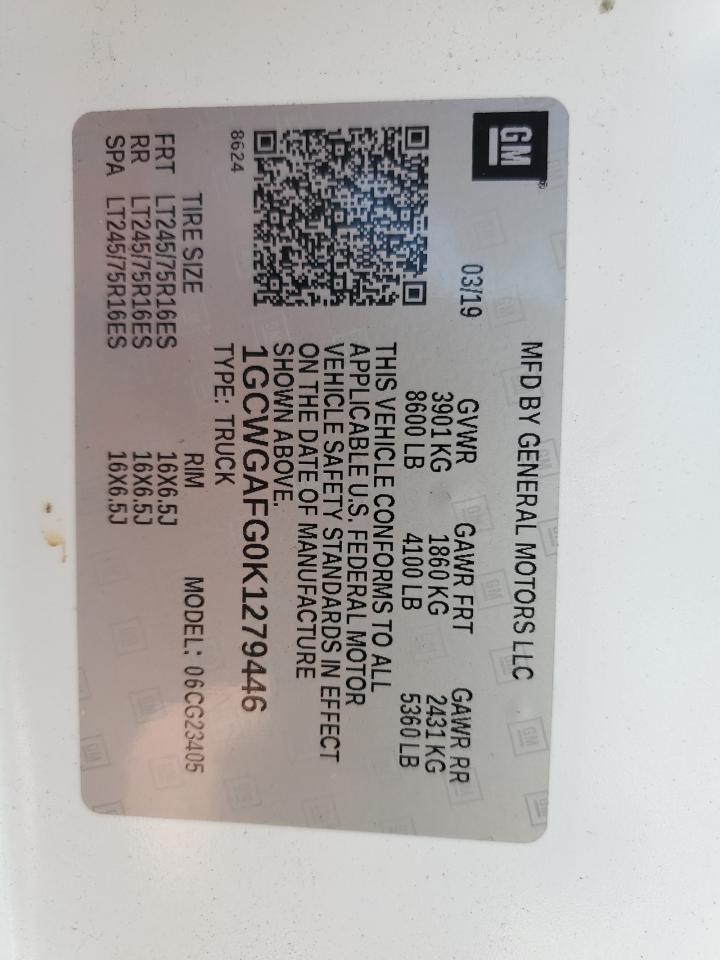 GM
MFD BY GENERAL MOTORS LLC
03/19
GVWR GAWR FRT GAWR RR
3901 KG 1860 KG 2431 KG
8600 LB 4100 LB 5360 LB
THIS VEHICLE CONFORMS TO ALL
APPLICABLE U.S. FEDERAL MOTOR
VEHICLE SAFETY STANDARDS IN EFFECT
ON THE DATE OF MANUFACTURE
SHOWN ABOVE.
1GCWGAFG0K1279446
8624
TYPE: TRUCK
MODEL: 06CG23405
TIRE SIZE RIM
FRT LT245/75R16ES 16X6.5J
RR LT245/75R16ES 16X6.5J
SPA LT245/75R16ES 16X6.5J